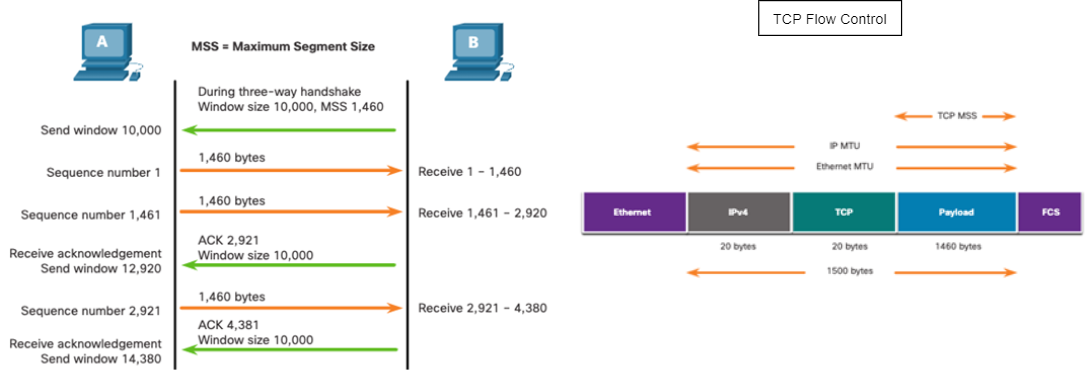 TCP Flow Control
A
MSS = Maximum Segment Size
B
During three-way handshake
Window size 10,000, MSS 1,460
Send window 10,000
1,460 bytes
Sequence number 1
Receive 1 – 1,460
1,460 bytes
Sequence number 1,461
Receive 1,461 – 2,920
ACK 2,921
Window size 10,000
Receive acknowledgement
Send window 12,920
1,460 bytes
Sequence number 2,921
Receive 2,921 – 4,380
ACK 4,381
Window size 10,000
Receive acknowledgement
Send window 14,380
TCP MSS
IP MTU
Ethernet MTU
Ethernet
IPv4
TCP
Payload
FCS
20 bytes
20 bytes
1460 bytes
1500 bytes